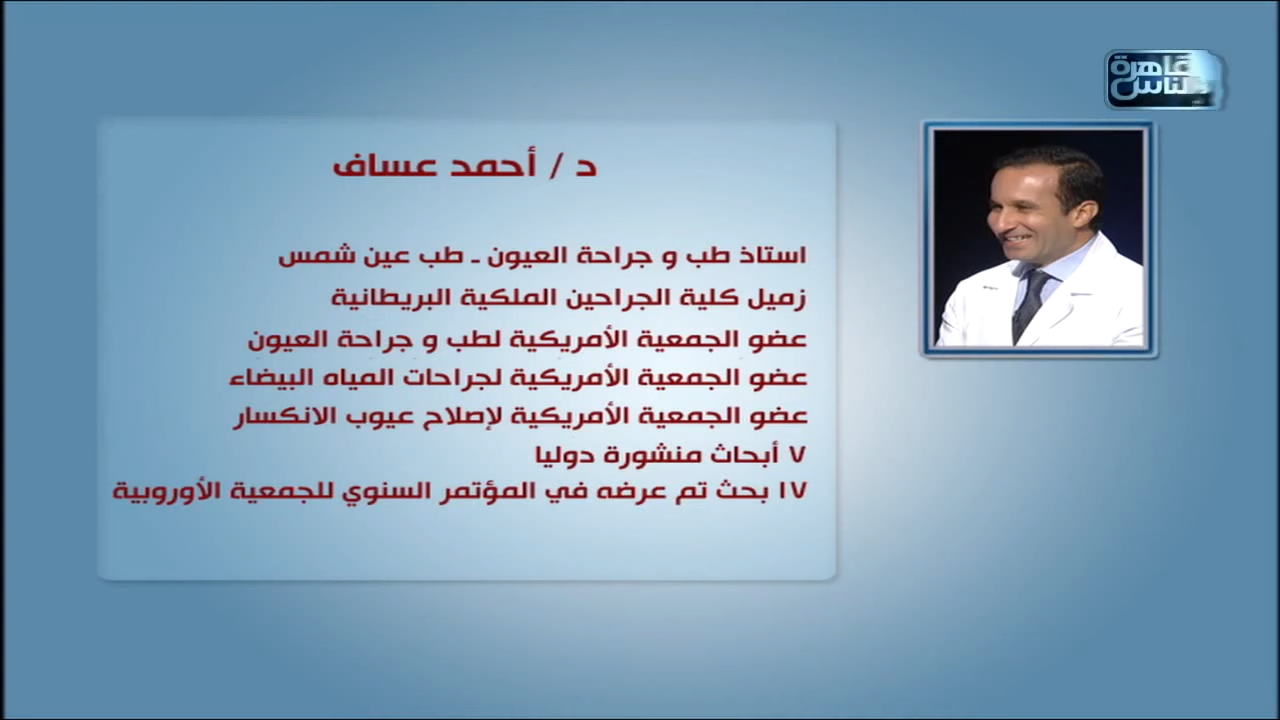 القاهرة
والناس
د / أحمد عساف
استاذ طب و جراحة العيون - طب عين شمس
زميل كلية الجراحين الملكية البريطانية
عضو الجمعية الأمريكية لطب و جراحة العيون
عضو الجمعية الأمريكية لجراحات المياه البيضاء
عضو الجمعية الأمريكية لإصلاح عيوب الانكسار
٧ أبحاث منشورة دوليا
١٧ بحث تم عرضه في المؤتمر السنوي للجمعية الأوروبية